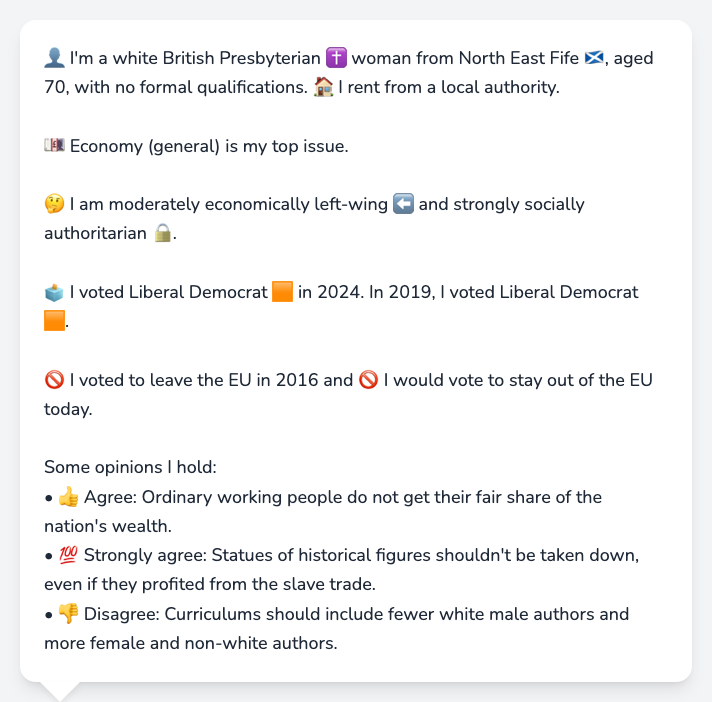 👤 I'm a white British Presbyterian ✝️ woman from North East Fife 🏴󠁧󠁢󠁳󠁣󠁴󠁿, aged
70, with no formal qualifications. 🏠 I rent from a local authority.
💷 Economy (general) is my top issue.
🤔 I am moderately economically left-wing ⬅️ and strongly socially
authoritarian 🔒.
🗳️ I voted Liberal Democrat 🟧 in 2024. In 2019, I voted Liberal Democrat
🟧.
🚫 I voted to leave the EU in 2016 and 🚫 I would vote to stay out of the EU
today.
Some opinions I hold:
• 👍 Agree: Ordinary working people do not get their fair share of the
nation's wealth.
• 💯 Strongly agree: Statues of historical figures shouldn't be taken down,
even if they profited from the slave trade.
• 👎 Disagree: Curriculums should include fewer white male authors and
more female and non-white authors.